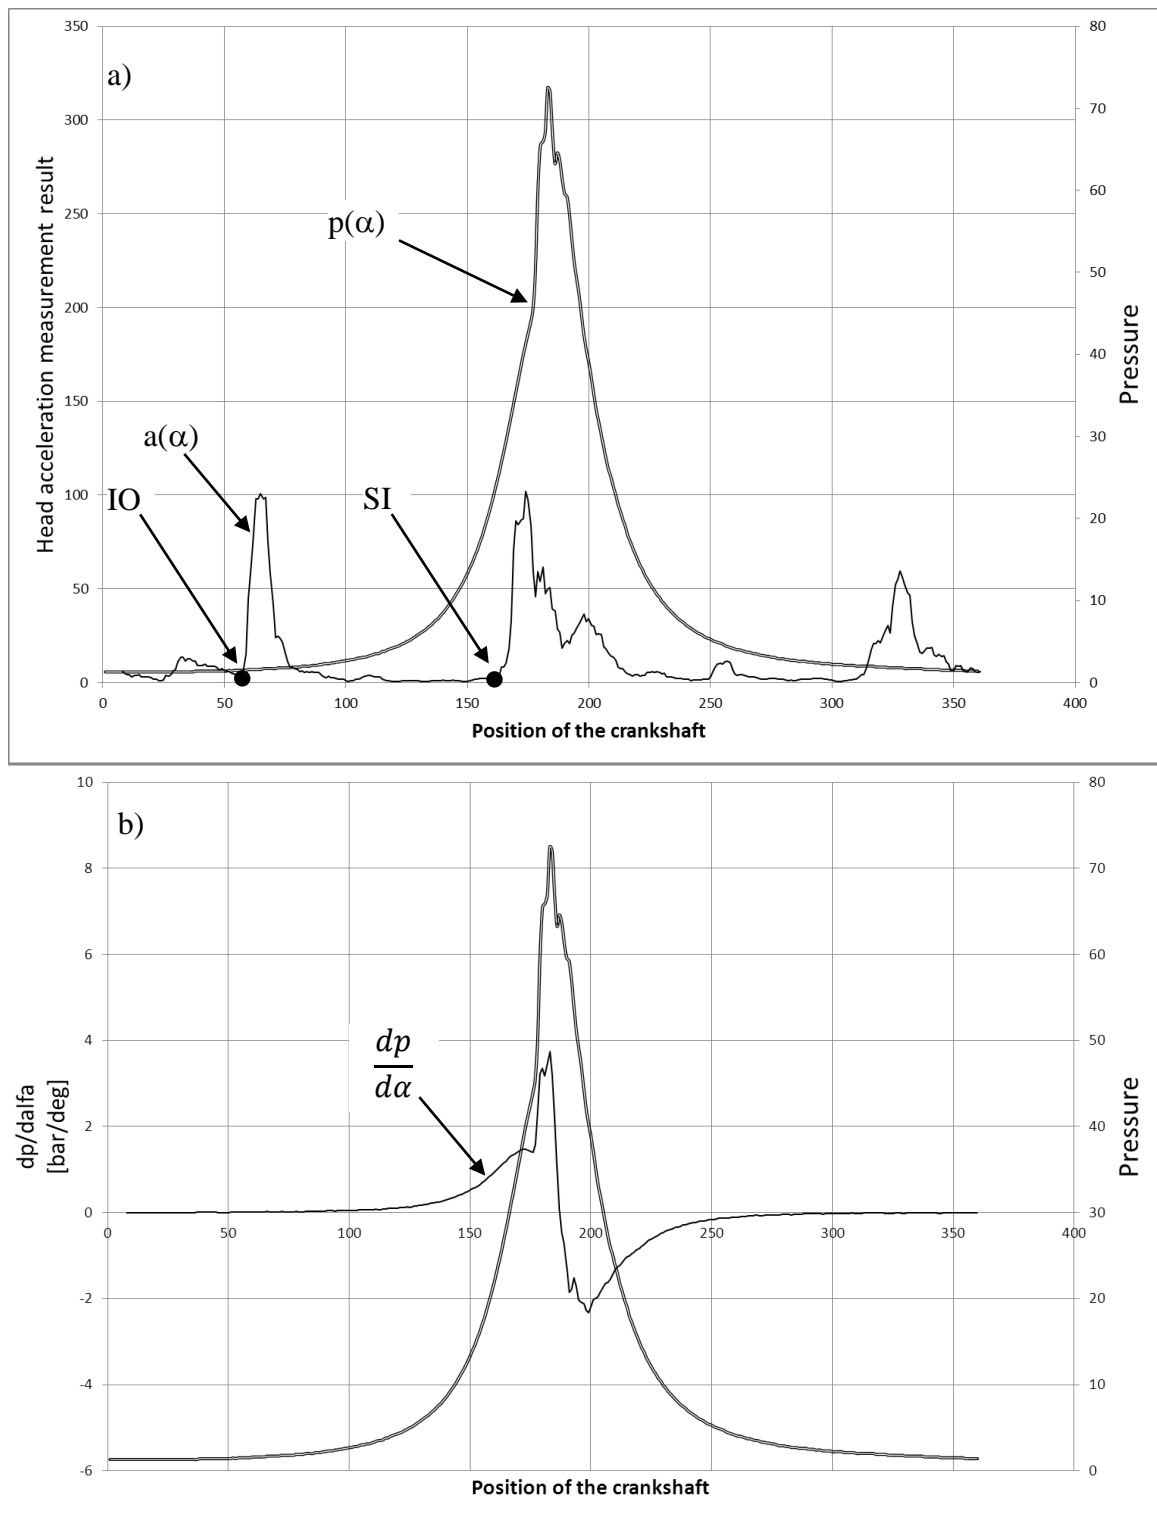 a)
350
300
250
200
150
100
50
0
Head acceleration measurement result
80
70
60
50
40
30
20
10
0
Pressure
p(α)
a(α)
IO
SI
0 50 100 150 200 250 300 350 400
Position of the crankshaft
b)
10
8
6
4
2
0
-2
-4
-6
dp/dalfa
[bar/deg]
80
70
60
50
40
30
20
10
0
Pressure
dp
dα
0 50 100 150 200 250 300 350 400
Position of the crankshaft